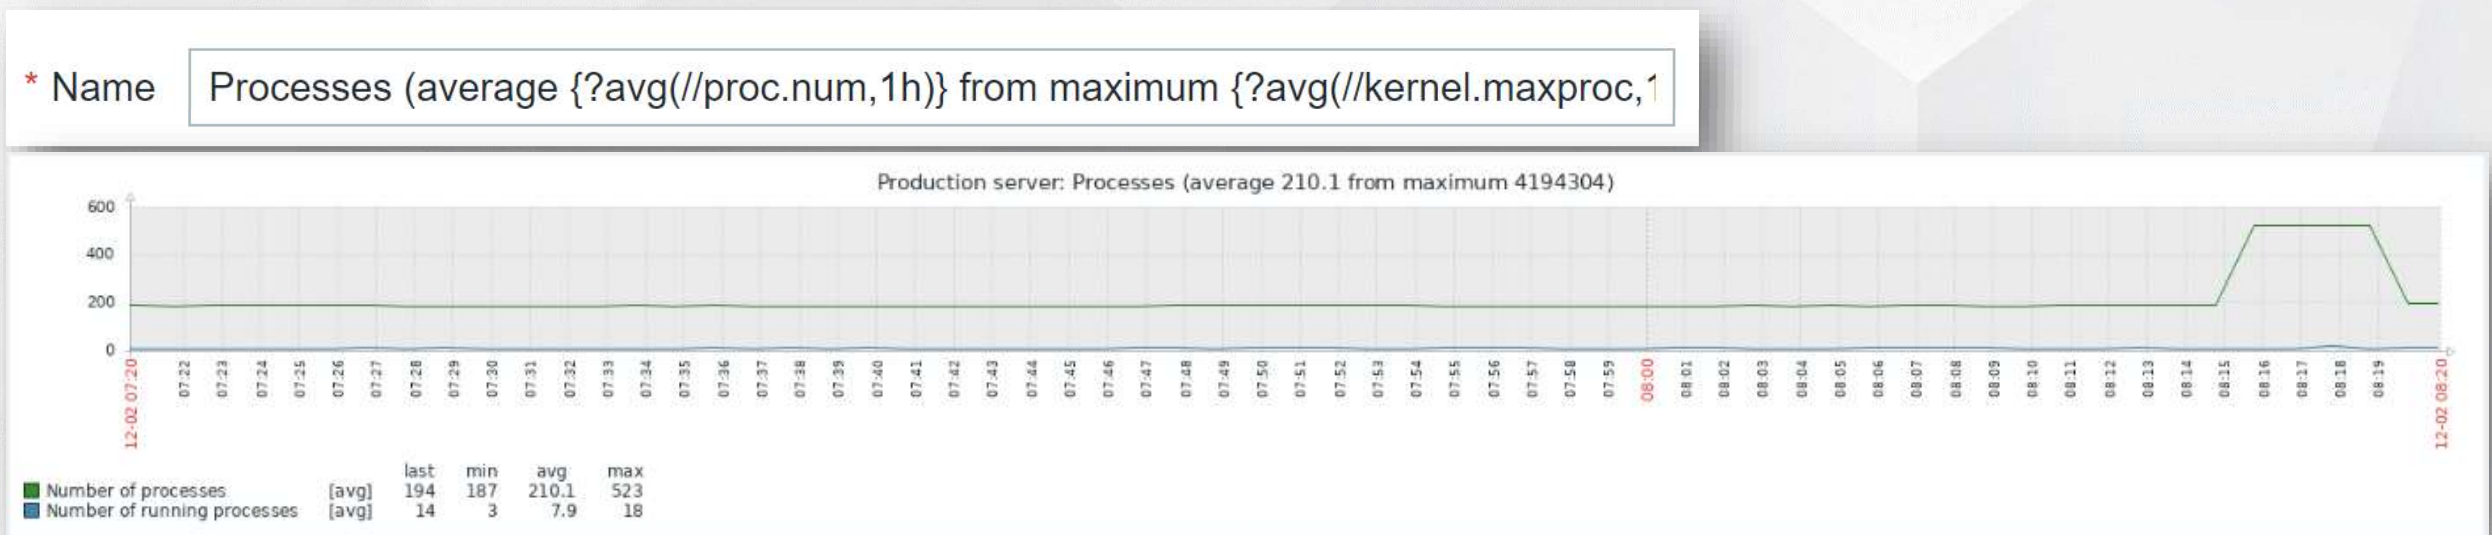 * Name Processes (average {?avg(//proc.num,1h)} from maximum {?avg(//kernel.maxproc,1
Production server: Processes (average 210.1 from maximum 4194304)
600
400
200
0
12-02 07:20 07:22 07:23 07:24 07:25 07:26 07:27 07:28 07:29 07:30 07:31 07:32 07:33 07:34 07:35 07:36 07:37 07:38 07:39 07:40 07:41 07:42 07:43 07:44 07:45 07:46 07:47 07:48 07:49 07:50 07:51 07:52 07:53 07:54 07:55 07:56 07:57 07:58 07:59 08:00 08:01 08:02 08:03 08:04 08:05 08:06 08:07 08:08 08:09 08:10 08:11 08:12 08:13 08:14 08:15 08:16 08:17 08:18 08:19 12-02 08:20
last min avg max
Number of processes [avg] 194 187 210.1 523
Number of running processes [avg] 14 3 7.9 18